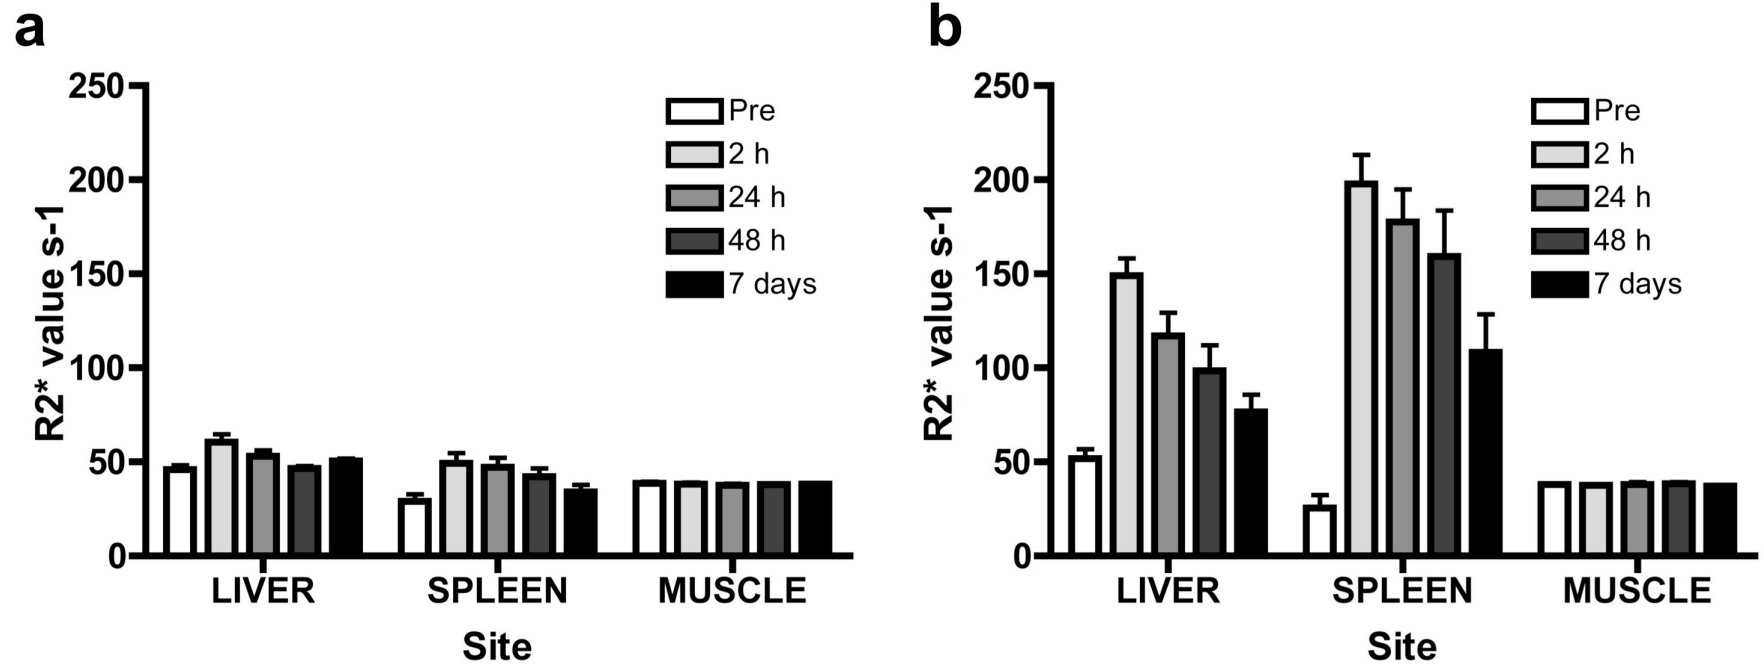 a
250
200
150
100
50
0
R2* value s-1
Pre
2 h
24 h
48 h
7 days
LIVER SPLEEN MUSCLE
Site
b
250
200
150
100
50
0
R2* value s-1
Pre
2 h
24 h
48 h
7 days
LIVER SPLEEN MUSCLE
Site